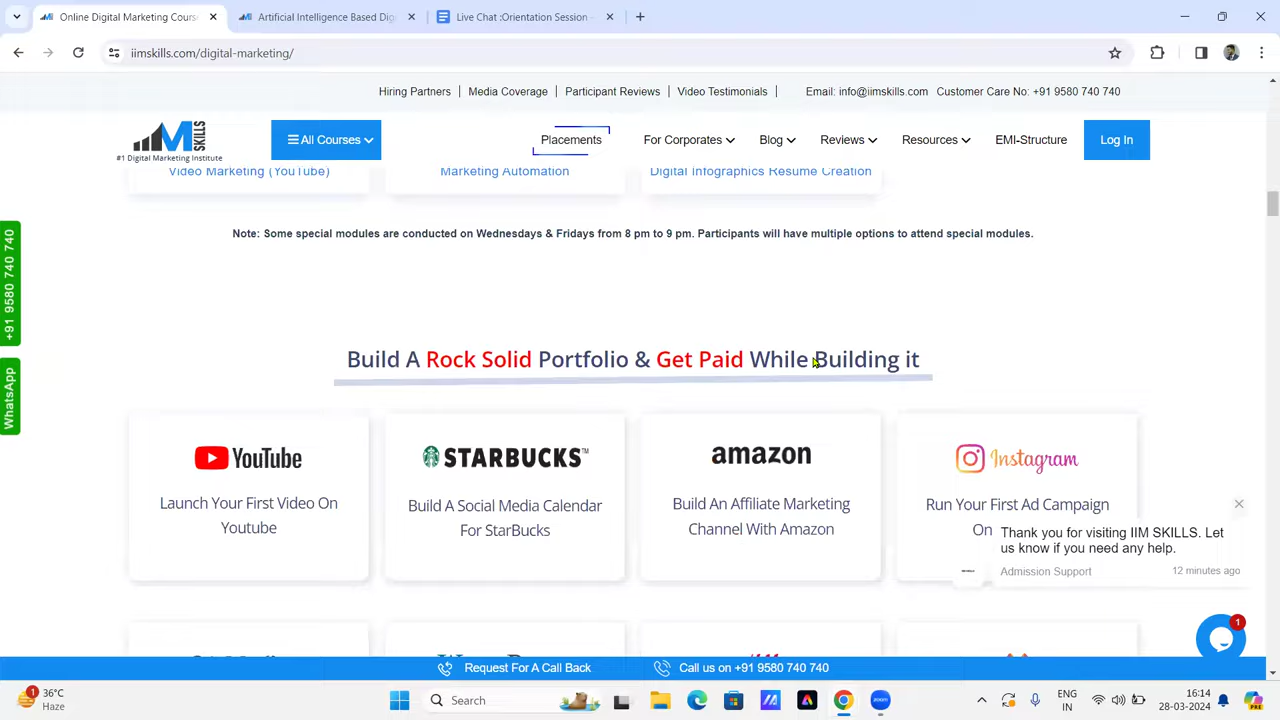 Online Digital Marketing Cours
Artificial Intelligence Based Dig
Live Chat :Orientation Session -
iimskills.com/digital-marketing/
Hiring Partners
Media Coverage
Participant Reviews
Video Testimonials
Email: info@iimskills.com
Customer Care No: +91 9580 740 740
IIM SKILLS
#1 Digital Marketing Institute
All Courses
Placements
For Corporates
Blog
Reviews
Resources
EMI-Structure
Log In
Video Marketing (YouTube)
Marketing Automation
Digital Infographics Resume Creation
Note: Some special modules are conducted on Wednesdays & Fridays from 8 pm to 9 pm. Participants will have multiple options to attend special modules.
+91 9580 740 740
WhatsApp
Build A Rock Solid Portfolio & Get Paid While Building it
YouTube
Launch Your First Video On
Youtube
STARBUCKS™
Build A Social Media Calendar
For StarBucks
amazon
Build An Affiliate Marketing
Channel With Amazon
Instagram
Run Your First Ad Campaign
On
Thank you for visiting IIM SKILLS. Let
us know if you need any help.
Admission Support
12 minutes ago
1
Request For A Call Back
Call us on +91 9580 740 740
1
36°C
Haze
Search
zoom
ENG
IN
16:14
28-03-2024
PRE